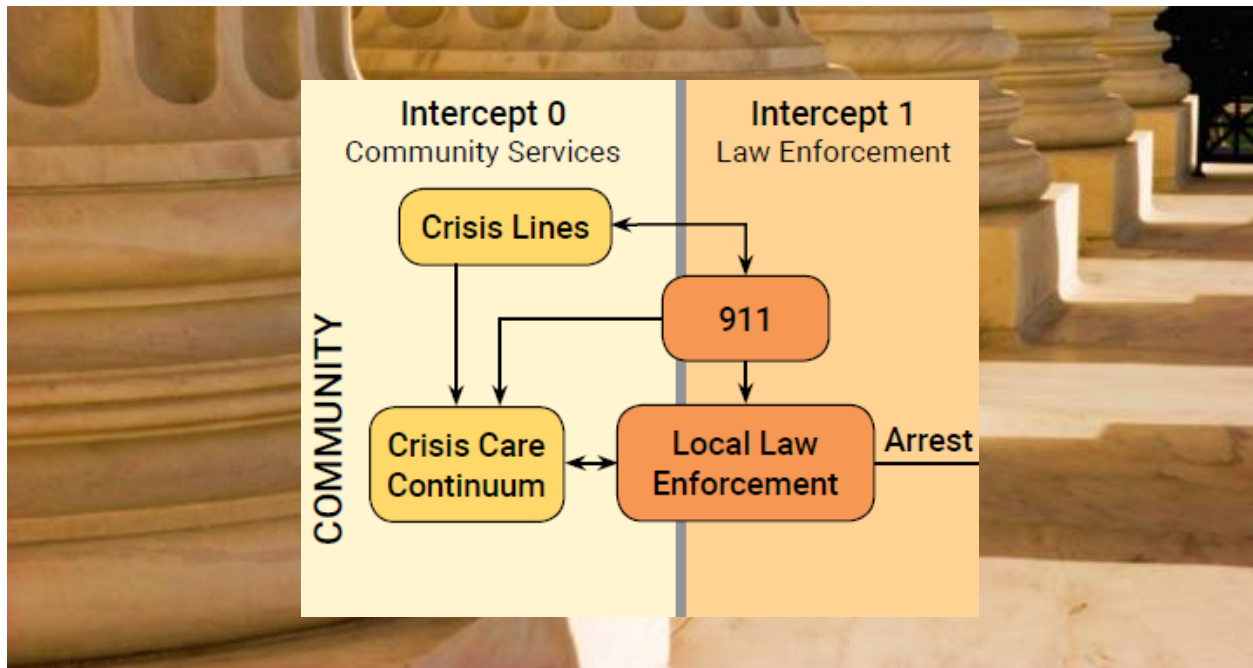 Intercept 0
Community Services
Intercept 1
Law Enforcement
Crisis Lines
911
COMMUNITY
Crisis Care
Continuum
Local Law
Enforcement
Arrest